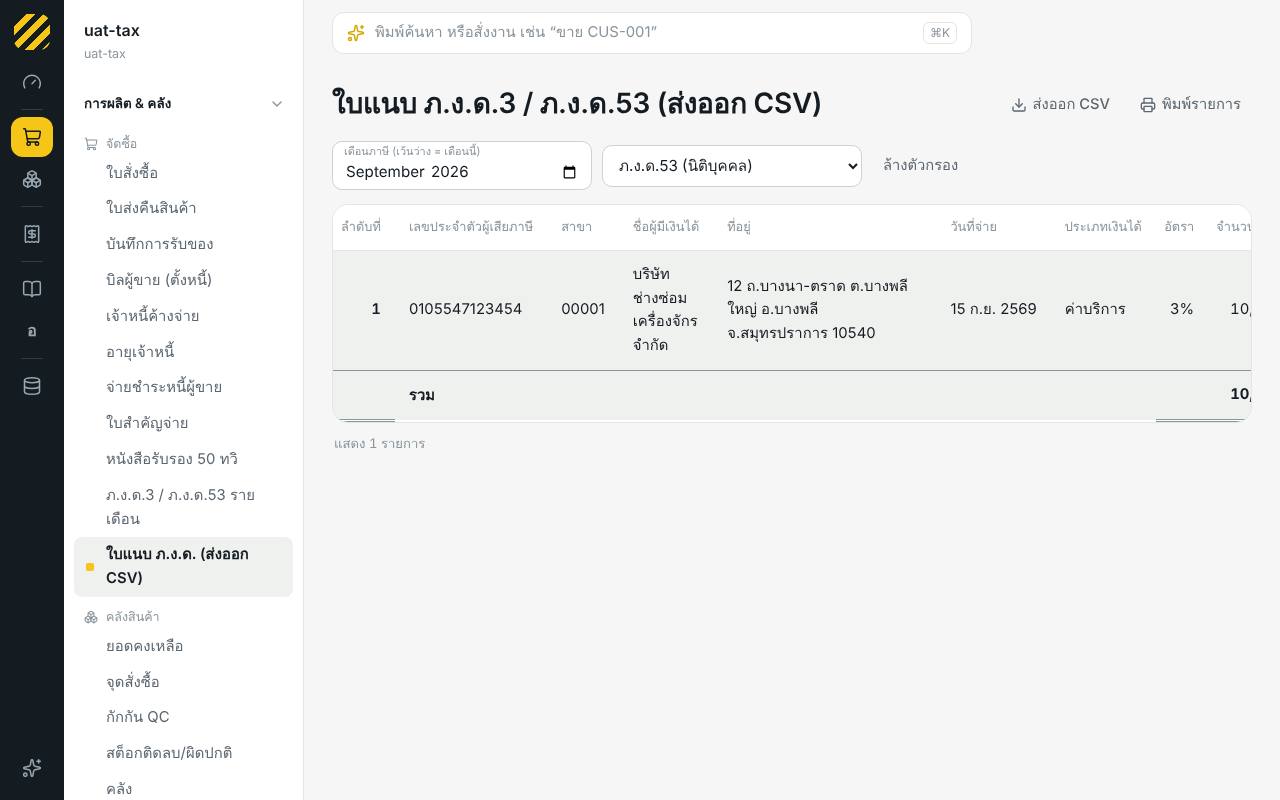 uat-tax
uat-tax
การผลิต & คลัง
จัดซื้อ
ใบสั่งซื้อ
ใบส่งคืนสินค้า
บันทึกการรับของ
บิลผู้ขาย (ตั้งหนี้)
เจ้าหนี้ค้างจ่าย
อายุเจ้าหนี้
จ่ายชำระหนี้ผู้ขาย
ใบสำคัญจ่าย
หนังสือรับรอง 50 ทวิ
ภ.ง.ด.3 / ภ.ง.ด.53 ราย
เดือน
ใบแนบ ภ.ง.ด. (ส่งออก
CSV)
คลังสินค้า
ยอดคงเหลือ
จุดสั่งซื้อ
กักกัน QC
สต็อกติดลบ/ผิดปกติ
คลัง
พิมพ์ค้นหา หรือสั่งงาน เช่น “ขาย CUS-001”
⌘K
ใบแนบ ภ.ง.ด.3 / ภ.ง.ด.53 (ส่งออก CSV)
ส่งออก CSV
พิมพ์รายการ
เดือนภาษี (เว้นว่าง = เดือนนี้)
September 2026
ภ.ง.ด.53 (นิติบุคคล)
ล้างตัวกรอง
ลำดับที่ เลขประจำตัวผู้เสียภาษี สาขา ชื่อผู้มีเงินได้ ที่อยู่ วันที่จ่าย ประเภทเงินได้ อัตรา จำนวน
1 0105547123454 00001
บริษัท
ช่างซ่อม
เครื่องจักร
จำกัด
12 ถ.บางนา-ตราด ต.บางพลี
ใหญ่ อ.บางพลี
จ.สมุทรปราการ 10540
15 ก.ย. 2569 ค่าบริการ 3% 10,
รวม 10,
แสดง 1 รายการ
อ